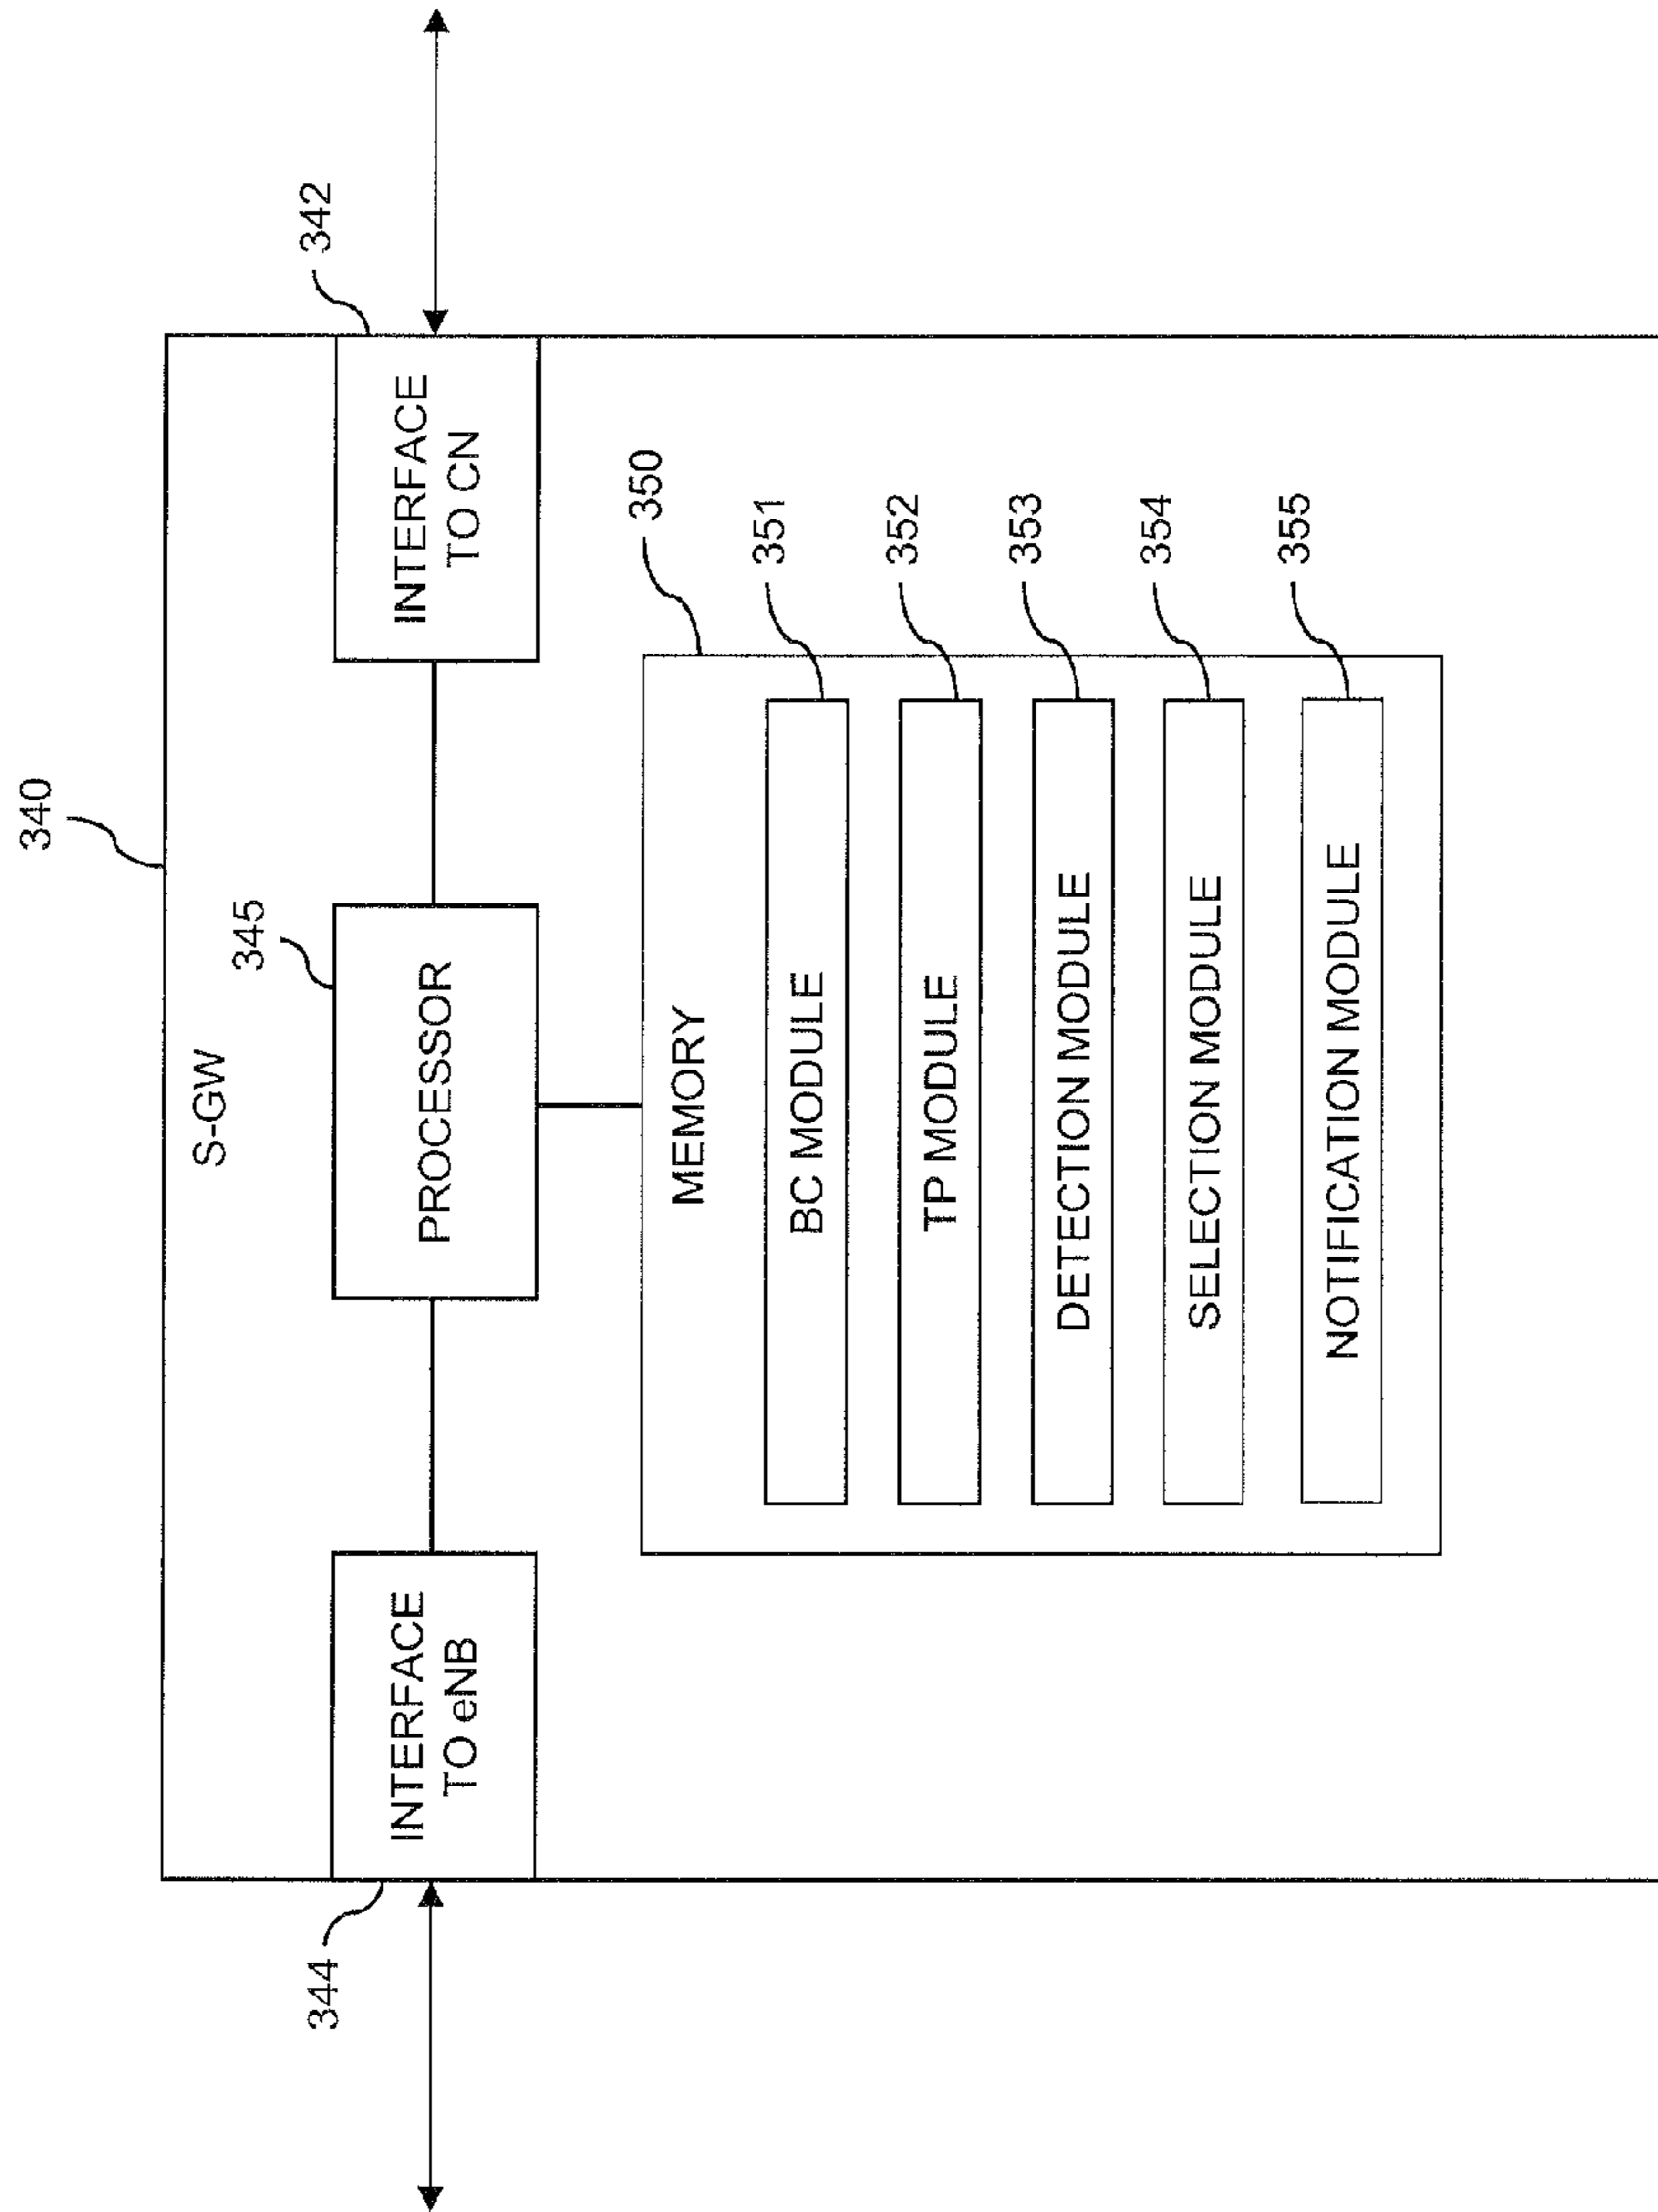 340
S-GW
345
342
344
INTERFACE
TO eNB
PROCESSOR
INTERFACE
TO CN
350
MEMORY
BC MODULE
351
TP MODULE
352
DETECTION MODULE
353
SELECTION MODULE
354
NOTIFICATION MODULE
355